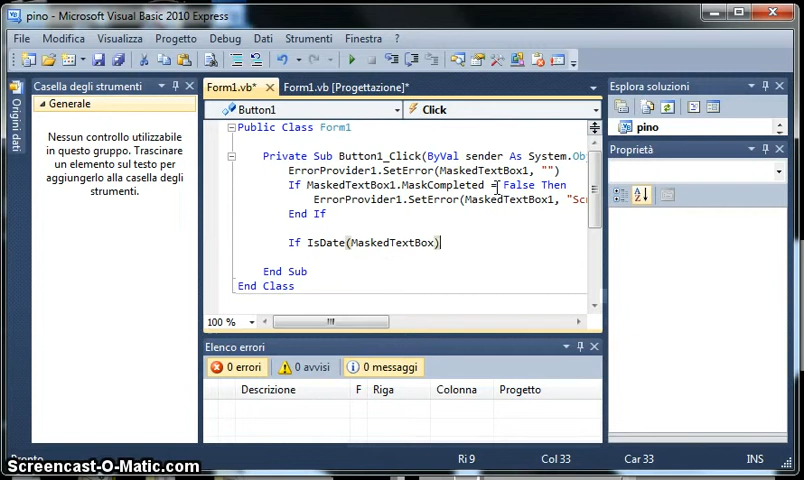 pino - Microsoft Visual Basic 2010 Express
File Modifica Visualizza Progetto Debug Dati Strumenti Finestra ?
Casella degli strumenti
Generale
Nessun controllo utilizzabile
in questo gruppo. Trascinare
un elemento sul testo per
aggiungerlo alla casella degli
strumenti.
Origini dati
Form1.vb*
Form1.vb [Progettazione]*
Button1
Click
Public Class Form1
Private Sub Button1_Click(ByVal sender As System.Ob
ErrorProvider1.SetError(MaskedTextBox1, "")
If MaskedTextBox1.MaskCompleted = False Then
ErrorProvider1.SetError(MaskedTextBox1, "Sc
End If
If IsDate(MaskedTextBox)
End Sub
End Class
100 %
Elenco errori
0 errori
0 avvisi
0 messaggi
Descrizione F Riga Colonna Progetto
Esplora soluzioni
pino
Proprietà
Pronto Ri 9 Col 33 Car 33 INS
Screencast-O-Matic.com